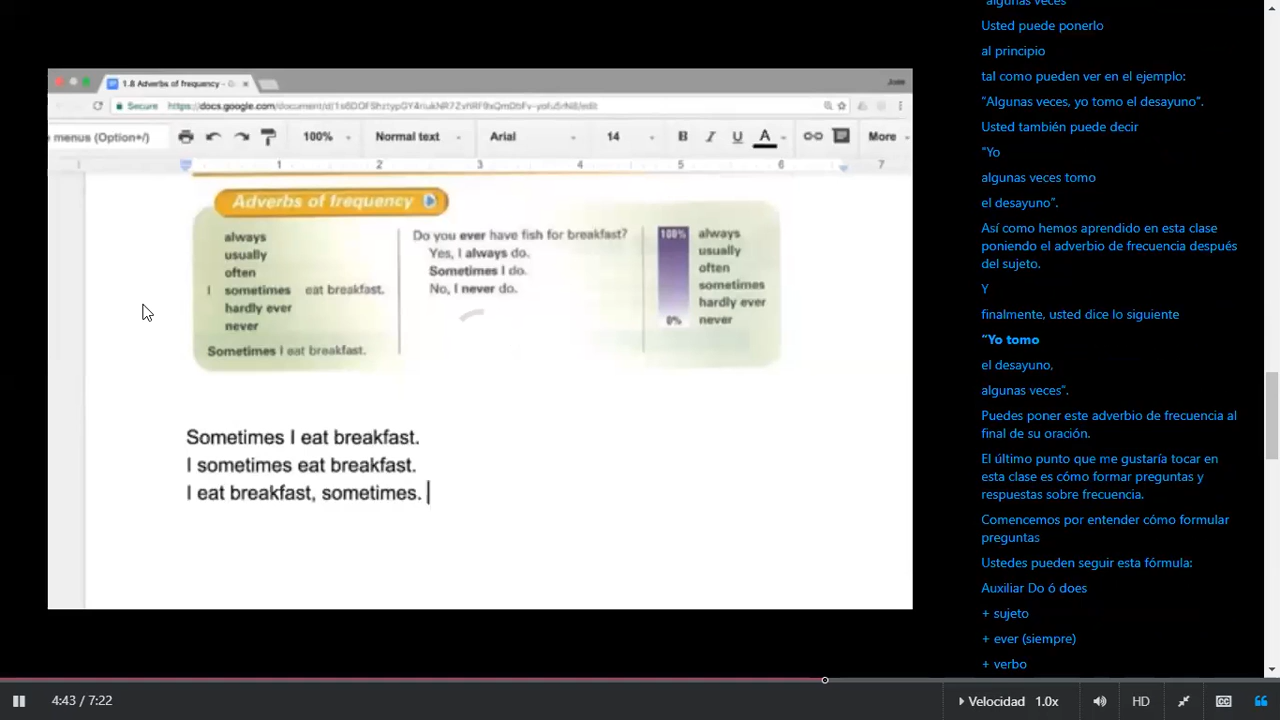 1.8 Adverbs of frequency - G
Secure
menus (Option+/)
100%
Normal text
Arial
14
B
I
U
A
More
1
1
2
3
4
5
6
7
Adverbs of frequency
always
usually
often
I sometimes eat breakfast.
hardly ever
never
Sometimes I eat breakfast.
Do you ever have fish for breakfast?
Yes, I always do.
Sometimes I do.
No, I never do.
100%
0%
always
usually
often
sometimes
hardly ever
never
Sometimes I eat breakfast.
I sometimes eat breakfast.
I eat breakfast, sometimes.
algunas veces
Usted puede ponerlo
al principio
tal como pueden ver en el ejemplo:
“Algunas veces, yo tomo el desayuno”.
Usted también puede decir
"Yo
algunas veces tomo
el desayuno”.
Así como hemos aprendido en esta clase
poniendo el adverbio de frecuencia después
del sujeto.
Y
finalmente, usted dice lo siguiente
“Yo tomo
el desayuno,
algunas veces”.
Puedes poner este adverbio de frecuencia al
final de su oración.
El último punto que me gustaría tocar en
esta clase es cómo formar preguntas y
respuestas sobre frecuencia.
Comencemos por entender cómo formular
preguntas
Ustedes pueden seguir esta fórmula:
Auxiliar Do ó does
+ sujeto
+ ever (siempre)
+ verbo
4:43 / 7:22
Velocidad 1.0x
HD
CC